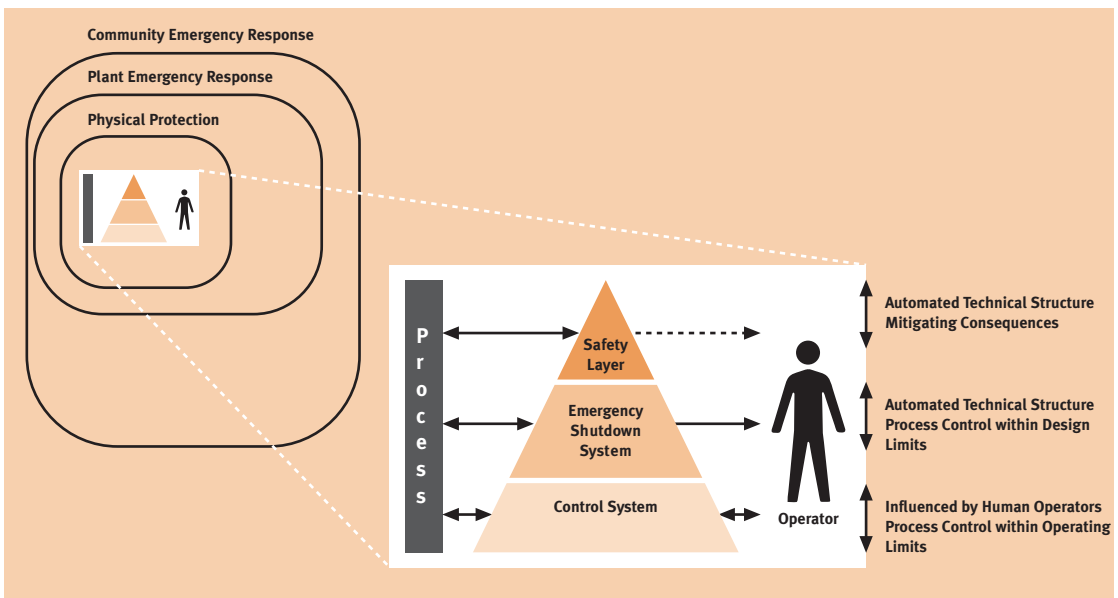 Community Emergency Response
Plant Emergency Response
Physical Protection
Process
Safety
Layer
Emergency
Shutdown
System
Control System
Operator
Automated Technical Structure
Mitigating Consequences
Automated Technical Structure
Process Control within Design
Limits
Influenced by Human Operators
Process Control within Operating
Limits